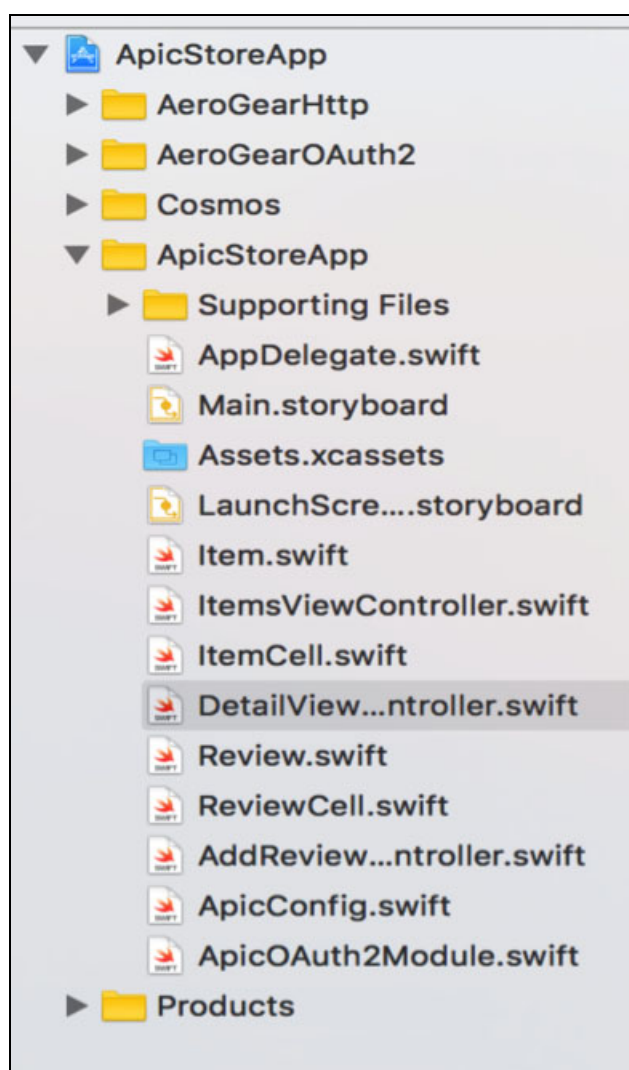 ApicStoreApp
AeroGearHttp
AeroGearOAuth2
Cosmos
ApicStoreApp
Supporting Files
AppDelegate.swift
Main.storyboard
Assets.xcassets
LaunchScre....storyboard
Item.swift
ItemsViewController.swift
ItemCell.swift
DetailView...ntroller.swift
Review.swift
ReviewCell.swift
AddReview...ntroller.swift
ApicConfig.swift
ApicOAuth2Module.swift
Products